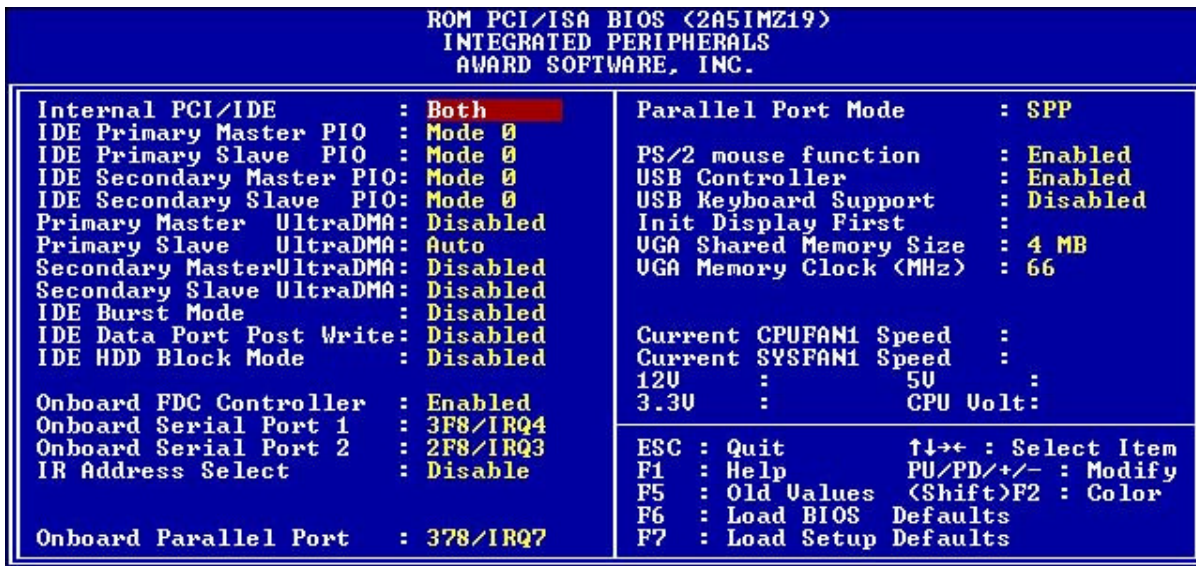 ROM PCI/ISA BIOS (2A5IMZ19)
INTEGRATED PERIPHERALS
AWARD SOFTWARE, INC.
Internal PCI/IDE : Both
IDE Primary Master PIO : Mode 0
IDE Primary Slave PIO : Mode 0
IDE Secondary Master PIO: Mode 0
IDE Secondary Slave PIO: Mode 0
Primary Master UltraDMA: Disabled
Primary Slave UltraDMA: Auto
Secondary MasterUltraDMA: Disabled
Secondary Slave UltraDMA: Disabled
IDE Burst Mode : Disabled
IDE Data Port Post Write: Disabled
IDE HDD Block Mode : Disabled
Onboard FDC Controller : Enabled
Onboard Serial Port 1 : 3F8/IRQ4
Onboard Serial Port 2 : 2F8/IRQ3
IR Address Select : Disable
Onboard Parallel Port : 378/IRQ7
Parallel Port Mode : SPP
PS/2 mouse function : Enabled
USB Controller : Enabled
USB Keyboard Support : Disabled
Init Display First :
VGA Shared Memory Size : 4 MB
VGA Memory Clock (MHz) : 66
Current CPUFAN1 Speed :
Current SYSFAN1 Speed :
12V : 5V :
3.3V : CPU Volt:
ESC : Quit ↑↓→← : Select Item
F1 : Help PU/PD/+/- : Modify
F5 : Old Values (Shift)F2 : Color
F6 : Load BIOS Defaults
F7 : Load Setup Defaults